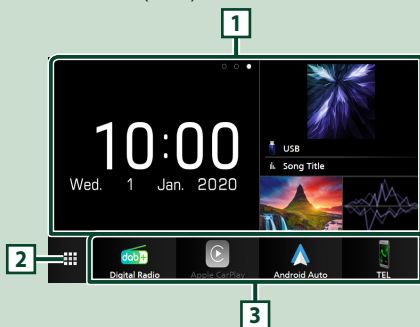 1
10:00
Wed. 1 Jan. 2020
USB
Song Title
2
dab+
Digital Radio
Apple CarPlay
Android Auto
TEL
3